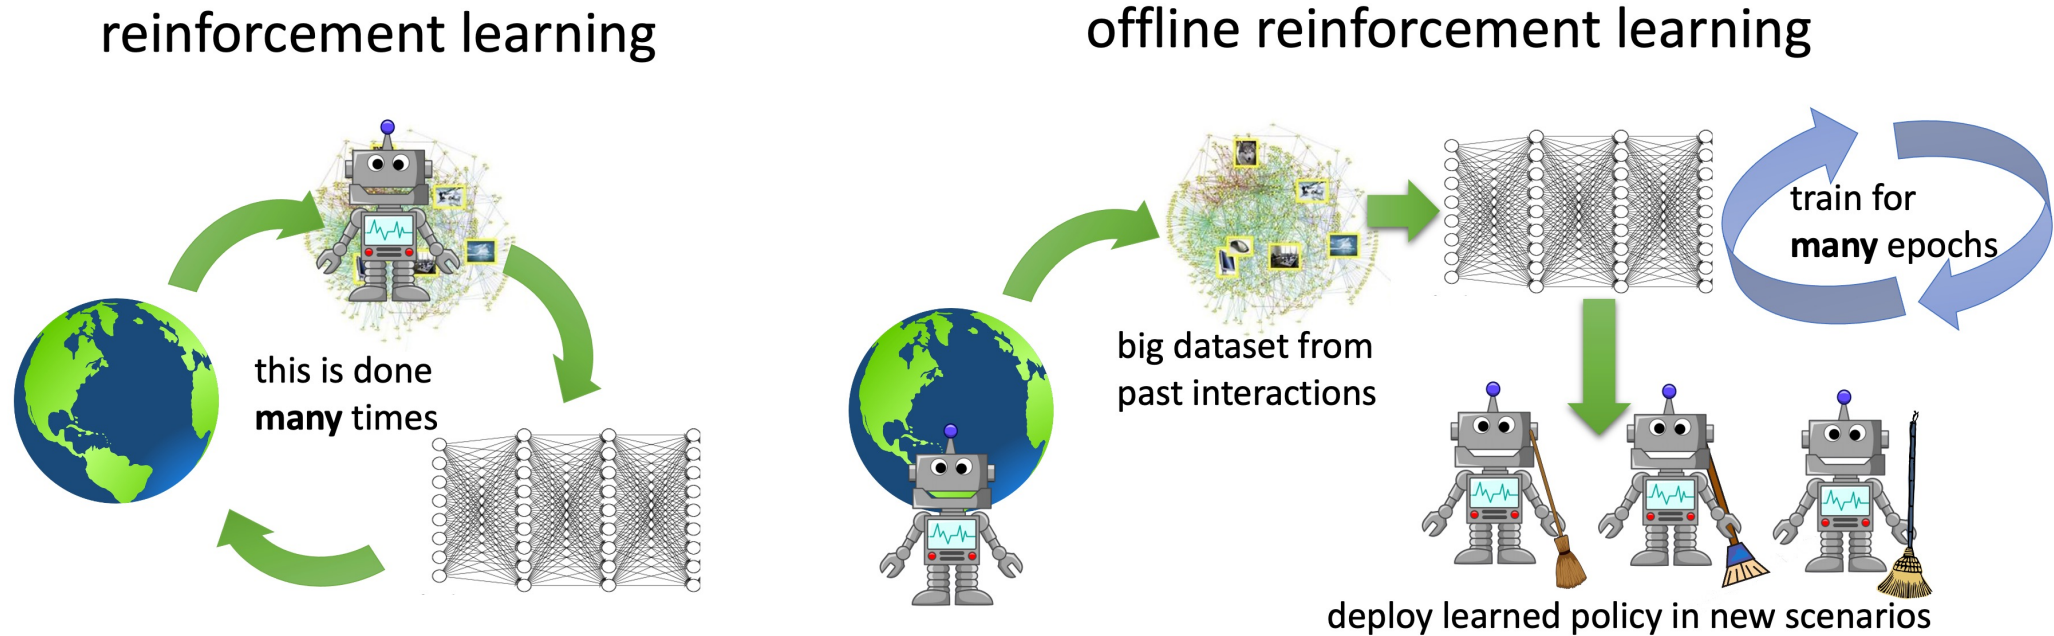 reinforcement learning
this is done
many times
offline reinforcement learning
big dataset from
past interactions
train for
many epochs
deploy learned policy in new scenarios